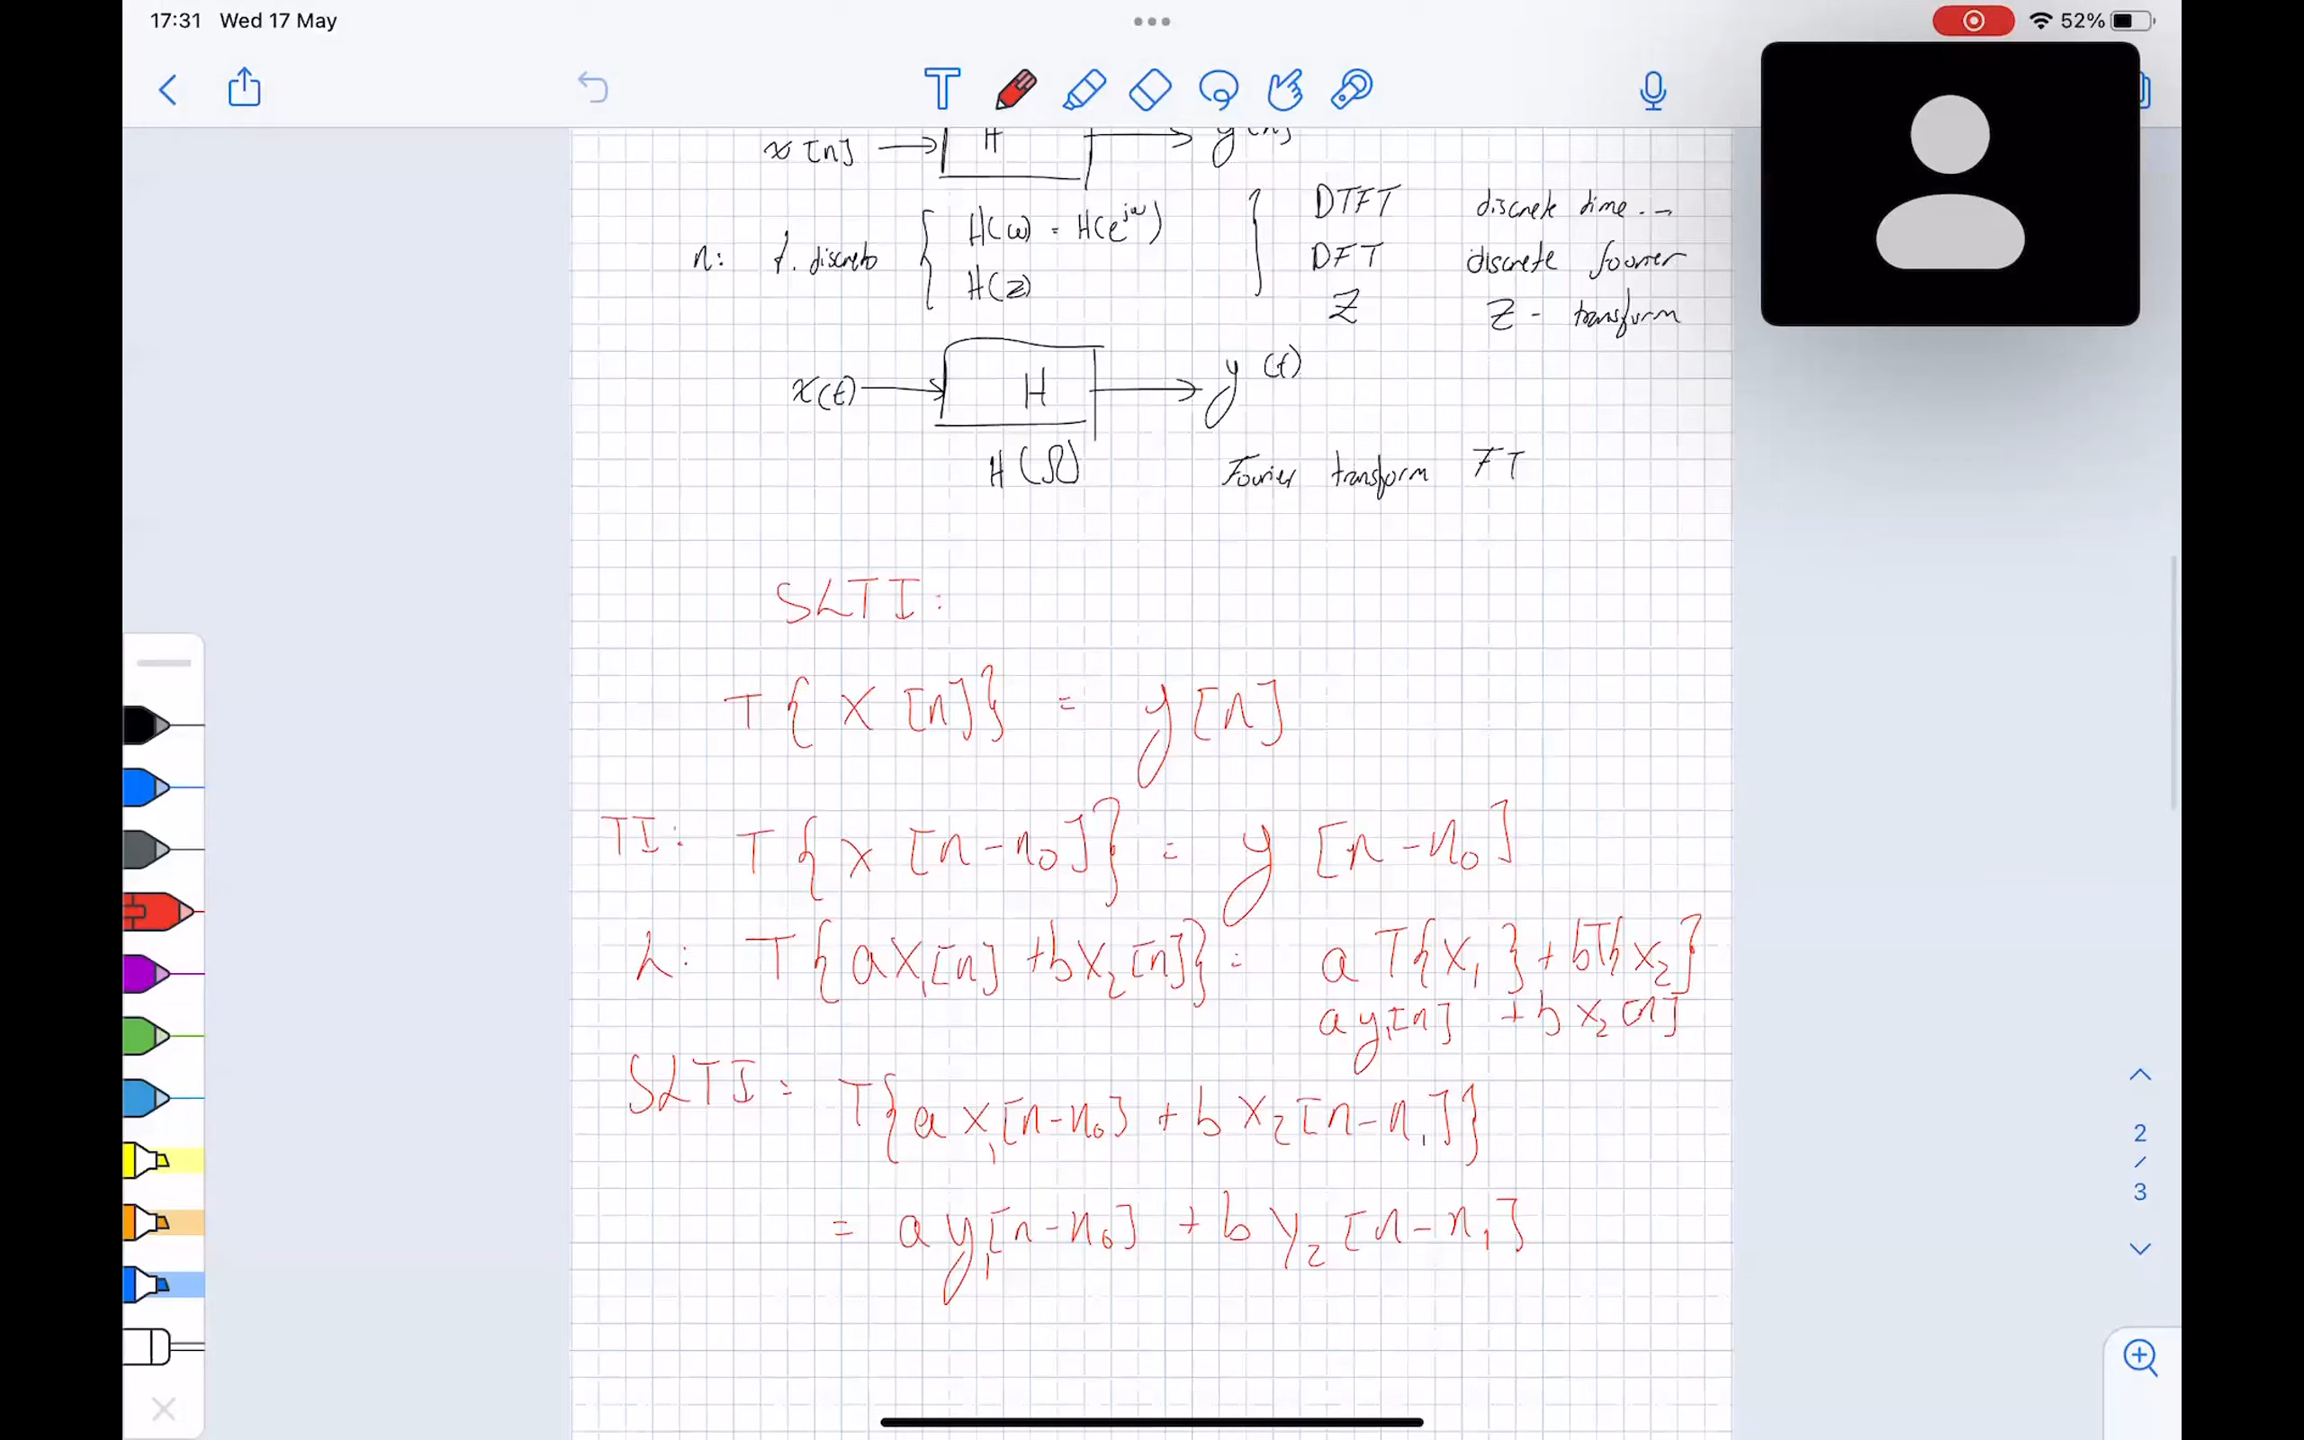 17:31 Wed 17 May
52%
x[n] → H → y[n]
n: t. discreto { H(ω) = H(e^{jω}) } DTFT discrete time...
H(z) DFT discrete fourier
Z Z - transform
x(t) → H → y(t)
H(Ω) Fourier transform FT
SLTI:
T{x[n]} = y[n]
TI: T{x[n-n₀]} = y[n-n₀]
L: T{ax₁[n] + bx₂[n]} = aT{x₁} + bT{x₂}
ay₁[n] + bx₂[n]
SLTI: T{ax₁[n-n₀] + bx₂[n-n₁]}
= ay₁[n-n₀] + by₂[n-n₁]
2
/
3